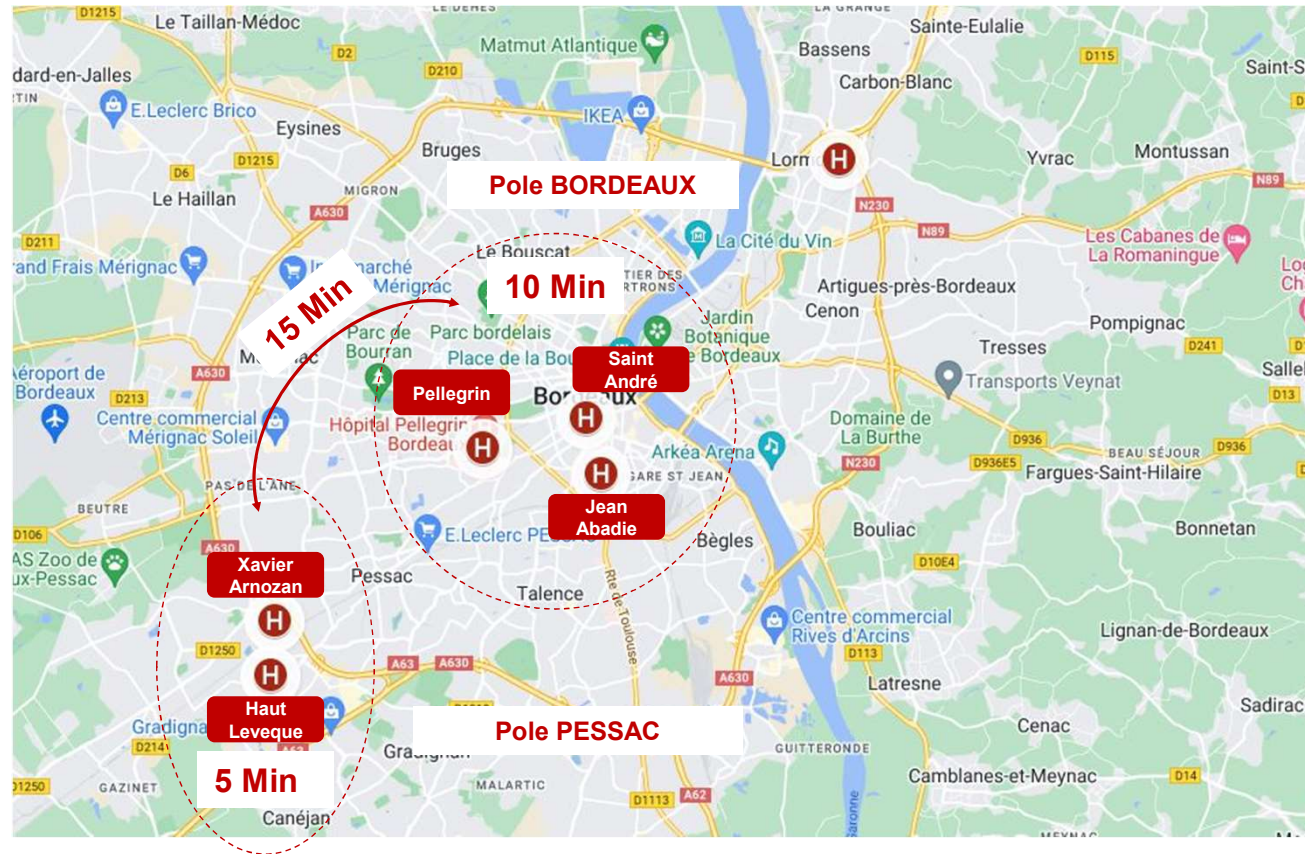 D1215
LE DEHES
LA GRANGE
Le Taillan-Médoc
Sainte-Eulalie
D2
Matmut Atlantique
Bassens
D115
Saint-S
D210
dard-en-Jalles
Carbon-Blanc
TIN
E.Leclerc Brico
IKEA
Eysines
D1215
Bruges
Lorm
H
Yvrac
Montussan
D6
Pole BORDEAUX
N89
MIGRON
Le Haillan
A630
N230
D211
La Cité du Vin
N89
Les Cabanes de
La Romaningue
rand Frais Mérignac
Le Bouscat
Mérignac
10 Min
15 Min
Artigues-près-Bordeaux
Cenon
Parc de
Bourran
Parc bordelais
Jardin
Botanique
Bordeaux
Pompignac
Place de la Bou
D241
Tresses
A630
Saint
André
Aéroport de
Bordeaux
D213
Pellegrin
Transports Veynat
D13
Centre commercial
Mérignac Soleil
Hôpital Pellegrin
Bordeau
H
H
Domaine de
La Burthe
Arkéa Arena
D936
D936
BEAU SÉJOUR
N230
D936E5
Fargues-Saint-Hilaire
H
GARE ST JEAN
PAS DE L'ANE
BEUTRE
Jean
Abadie
D106
E.Leclerc
Bègles
Bouliac
Bonnetan
A630
AS Zoo de
ux-Pessac
Xavier
Arnozan
Pessac
D10E4
Talence
Rte de Toulouse
H
Centre commercial
Rives d'Arcins
Lignan-de-Bordeaux
D1250
D113
A63
A630
H
A630
Latresne
Haut
Leveque
Gradigna
Sadirac
D214
Pole PESSAC
Cenac
GUITTERONDE
5 Min
D1250
GAZINET
MALARTIC
D1113
A62
Camblanes-et-Meynac
D14
Canéjan